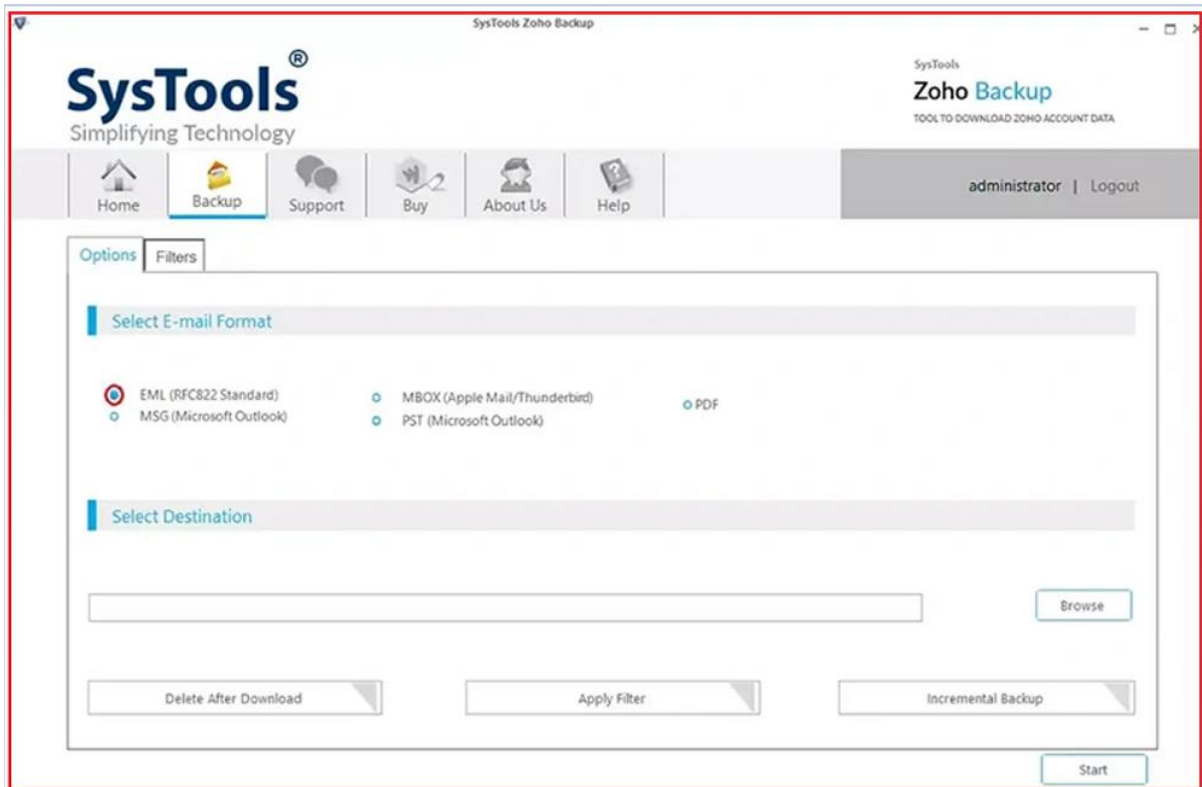 SysTools Zoho Backup
SysTools®
Simplifying Technology
SysTools
Zoho Backup
TOOL TO DOWNLOAD ZOHO ACCOUNT DATA
Home Backup Support Buy About Us Help
administrator | Logout
Options Filters
Select E-mail Format
EML (RFC822 Standard) MBOX (Apple Mail/Thunderbird) PDF
MSG (Microsoft Outlook) PST (Microsoft Outlook)
Select Destination
Browse
Delete After Download Apply Filter Incremental Backup
Start